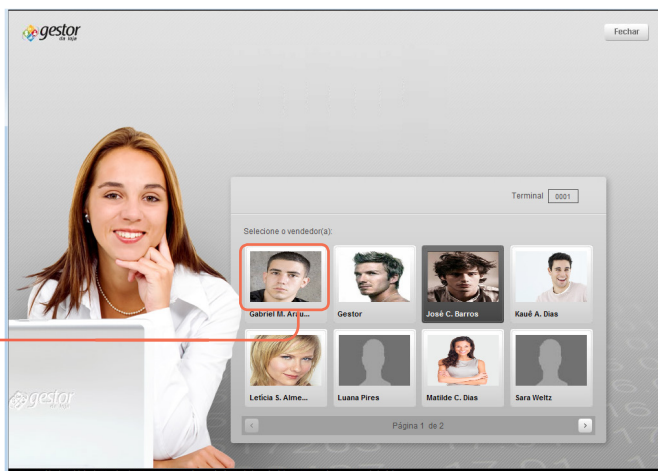 gestor
da loja
Fechar
Terminal 0001
Selecione o vendedor(a):
Gabriel M. Arau...
Gestor
José C. Barros
Kauê A. Dias
Letícia S. Alme...
Luana Pires
Matilde C. Dias
Sara Weltz
Página 1 de 2
gestor
da loja